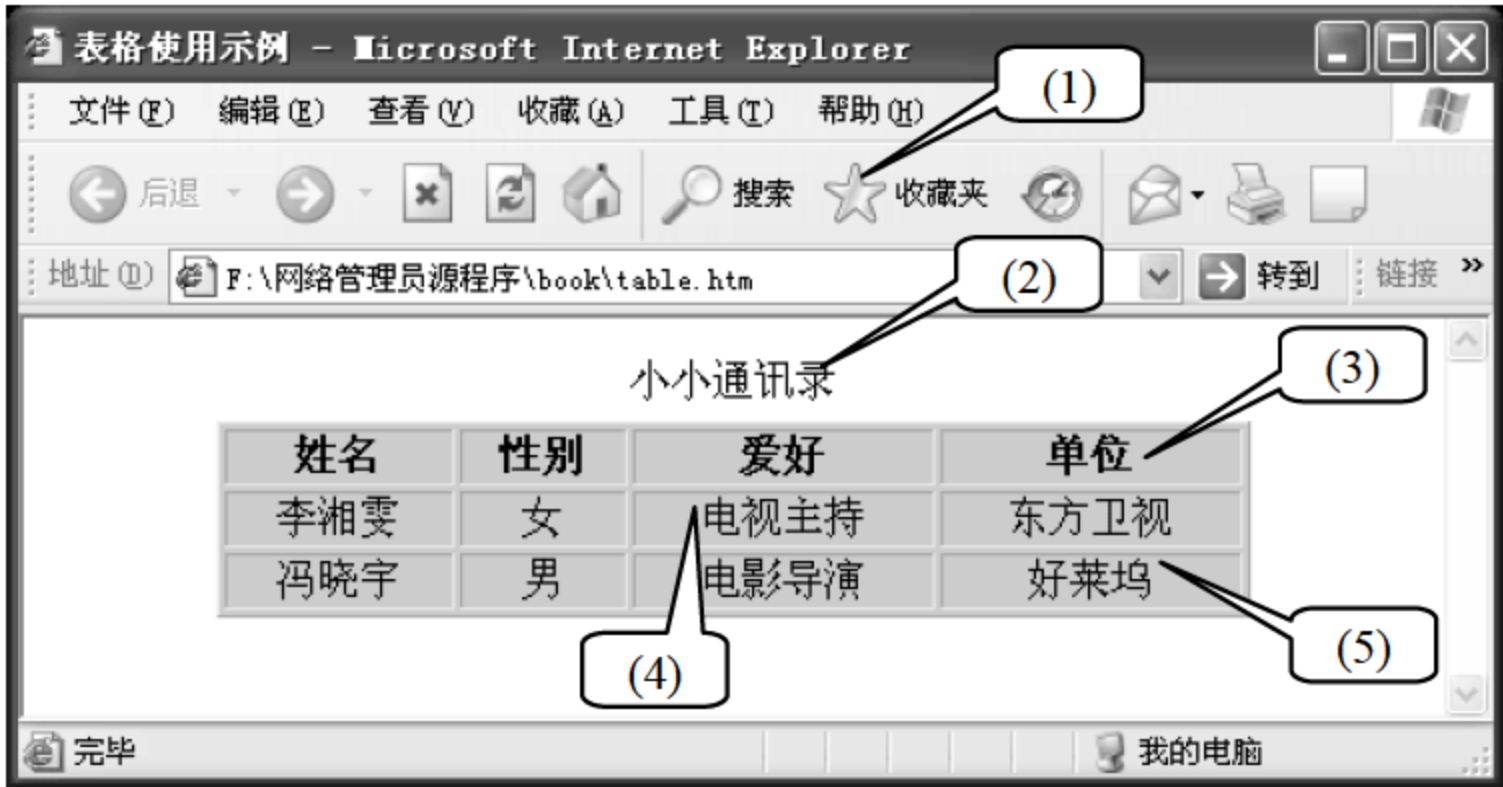 表格使用示例 - Microsoft Internet Explorer
文件(F) 编辑(E) 查看(V) 收藏(A) 工具(T) 帮助(H)
(1)
后退 搜索 收藏夹
地址(D) F:\网络管理员源程序\book\table.htm 转到 链接 »
(2)
小小通讯录
(3)
姓名 性别 爱好 单位
李湘雯 女 电视主持 东方卫视
冯晓宇 男 电影导演 好莱坞
(4)
(5)
完毕 我的电脑